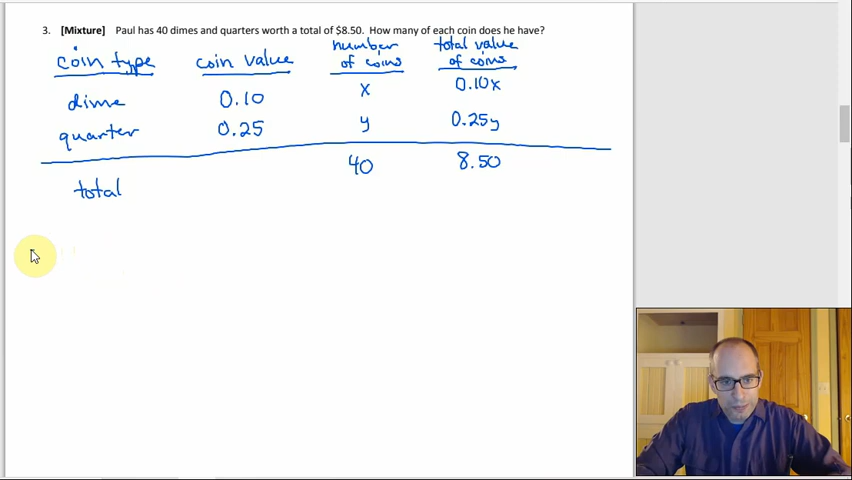 3. [Mixture] Paul has 40 dimes and quarters worth a total of $8.50. How many of each coin does he have?
coin type coin value number of coins total value of coins
dime 0.10 x 0.10x
quarter 0.25 y 0.25y
total 40 8.50